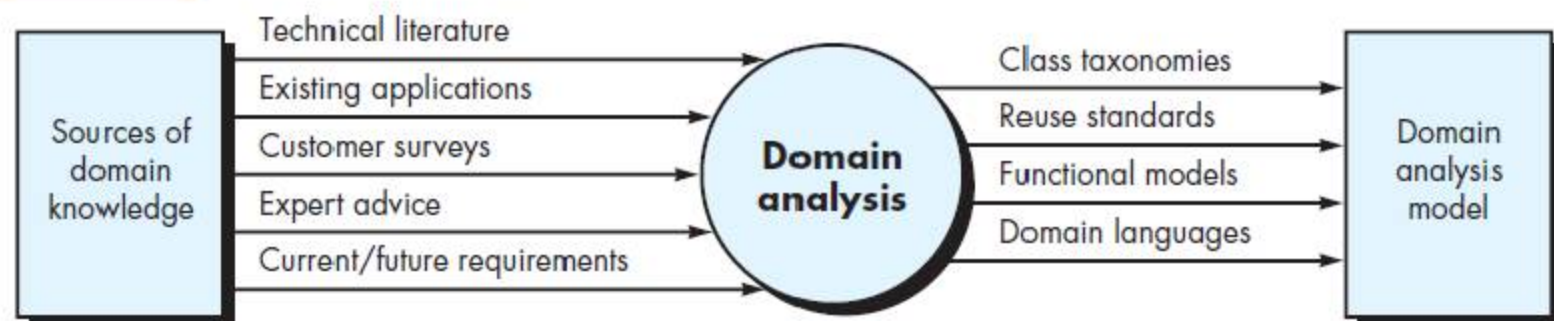 Sources of
domain
knowledge
Technical literature
Existing applications
Customer surveys
Expert advice
Current/future requirements
Domain
analysis
Class taxonomies
Reuse standards
Functional models
Domain languages
Domain
analysis
model